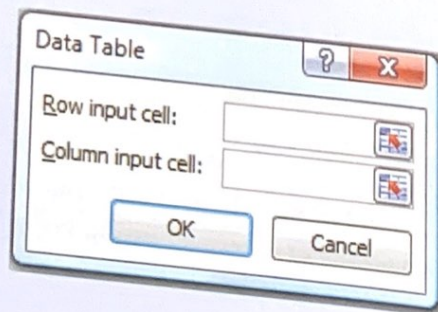 Data Table
?
X
Row input cell:
Column input cell:
OK
Cancel